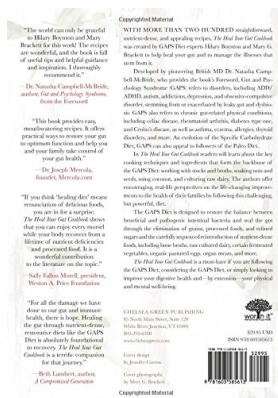 "The world can only be grateful
to Hilary Boynton and Mary
Brackett for this work! The recipes
are wonderful, and the book is full
of useful tips and helpful guidance
and inspiration. I thoroughly
recommend it."
—Dr. Natasha Campbell-McBride,
author, Gut and Psychology Syndrome,
from the Foreword
"This book provides easy,
mouthwatering recipes. It offers
practical ways to restore your gut
to optimum function and help you
and your family take control
of your gut health."
—Dr. Joseph Mercola,
founder, Mercola.com
"If you think 'healing diet' means
renunciation of delicious foods,
you are in for a surprise:
The Heal Your Gut Cookbook shows
that you can enjoy every morsel
while your body recovers from
a lifetime of nutrient deficiencies
and processed food. It is a
wonderful contribution
to the literature on the topic."
—Sally Fallon Morell, president,
Weston A. Price Foundation
"For all the damage we have
done to our gut and immune
health, there is hope. Healing
the gut through nutrient-dense,
restorative diets like the GAPS
Diet is absolutely foundational
to recovery. The Heal Your Gut
Cookbook is a terrific companion
for that journey."
—Beth Lambert, author,
A Compromised Generation
WITH MORE THAN TWO HUNDRED straightforward,
nutrient-dense, and appealing recipes, The Heal Your Gut Cookbook
was created by GAPS Diet experts Hilary Boynton and Mary G. Brackett
to help heal your gut and to manage the illnesses that
stem from it.
Developed by pioneering British MD Dr. Natasha Campbell-McBride,
who provides the book's Foreword, Gut and Psychology
Syndrome (GAPS) refers to disorders, including ADD/
ADHD, autism, addictions, depression, and obsessive-compulsive
disorder, stemming from or exacerbated by leaky gut and dysbiosis.
GAPS also refers to chronic gut-related physical conditions,
including celiac disease, rheumatoid arthritis, diabetes type one,
and Crohn's disease, as well as asthma, eczema, allergies, thyroid
disorders, and more. An evolution of the Specific Carbohydrate
Diet, GAPS can also appeal to followers of the Paleo diet.
In The Heal Your Gut Cookbook readers will learn about the key
cooking techniques and ingredients that form the backbone of
the GAPS Diet: working with stocks and broths, soaking nuts and
seeds, using coconut, and culturing raw dairy. The authors offer
encouraging, real-life perspectives on the life-changing improvements
to the health of their families by following this challenging,
but powerful, diet.
The GAPS Diet is designed to restore the balance between
beneficial and pathogenic intestinal bacteria and seal the gut
through the elimination of grains, processed foods, and refined
sugars and the carefully sequenced reintroduction of nutrient-dense
foods, including bone broths, raw cultured dairy, certain fermented
vegetables, organic pastured eggs, organ meats, and more.
The Heal Your Gut Cookbook is a must-have if you are following
the GAPS Diet, considering the GAPS Diet, or simply looking to
improve your digestive health and—by extension—your physical
and mental well-being.
CHELSEA GREEN PUBLISHING
85 North Main Street, Suite 120
White River Junction, VT 05001
802-295-6300
www.chelseagreen.com
$29.95 USD
ISBN 9781603585613
52995
9 781603 585613